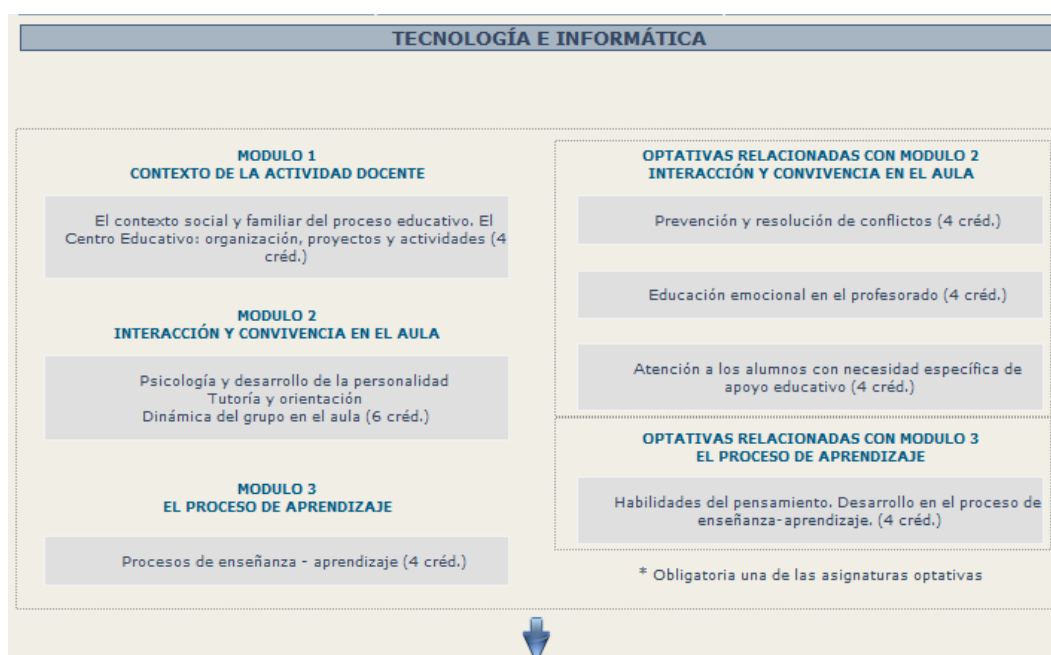 TECNOLOGÍA E INFORMÁTICA
MODULO 1
CONTEXTO DE LA ACTIVIDAD DOCENTE
El contexto social y familiar del proceso educativo. El
Centro Educativo: organización, proyectos y actividades (4
créd.)
MODULO 2
INTERACCIÓN Y CONVIVENCIA EN EL AULA
Psicología y desarrollo de la personalidad
Tutoría y orientación
Dinámica del grupo en el aula (6 créd.)
MODULO 3
EL PROCESO DE APRENDIZAJE
Procesos de enseñanza - aprendizaje (4 créd.)
OPTATIVAS RELACIONADAS CON MODULO 2
INTERACCIÓN Y CONVIVENCIA EN EL AULA
Prevención y resolución de conflictos (4 créd.)
Educación emocional en el profesorado (4 créd.)
Atención a los alumnos con necesidad específica de
apoyo educativo (4 créd.)
OPTATIVAS RELACIONADAS CON MODULO 3
EL PROCESO DE APRENDIZAJE
Habilidades del pensamiento. Desarrollo en el proceso de
enseñanza-aprendizaje. (4 créd.)
* Obligatoria una de las asignaturas optativas